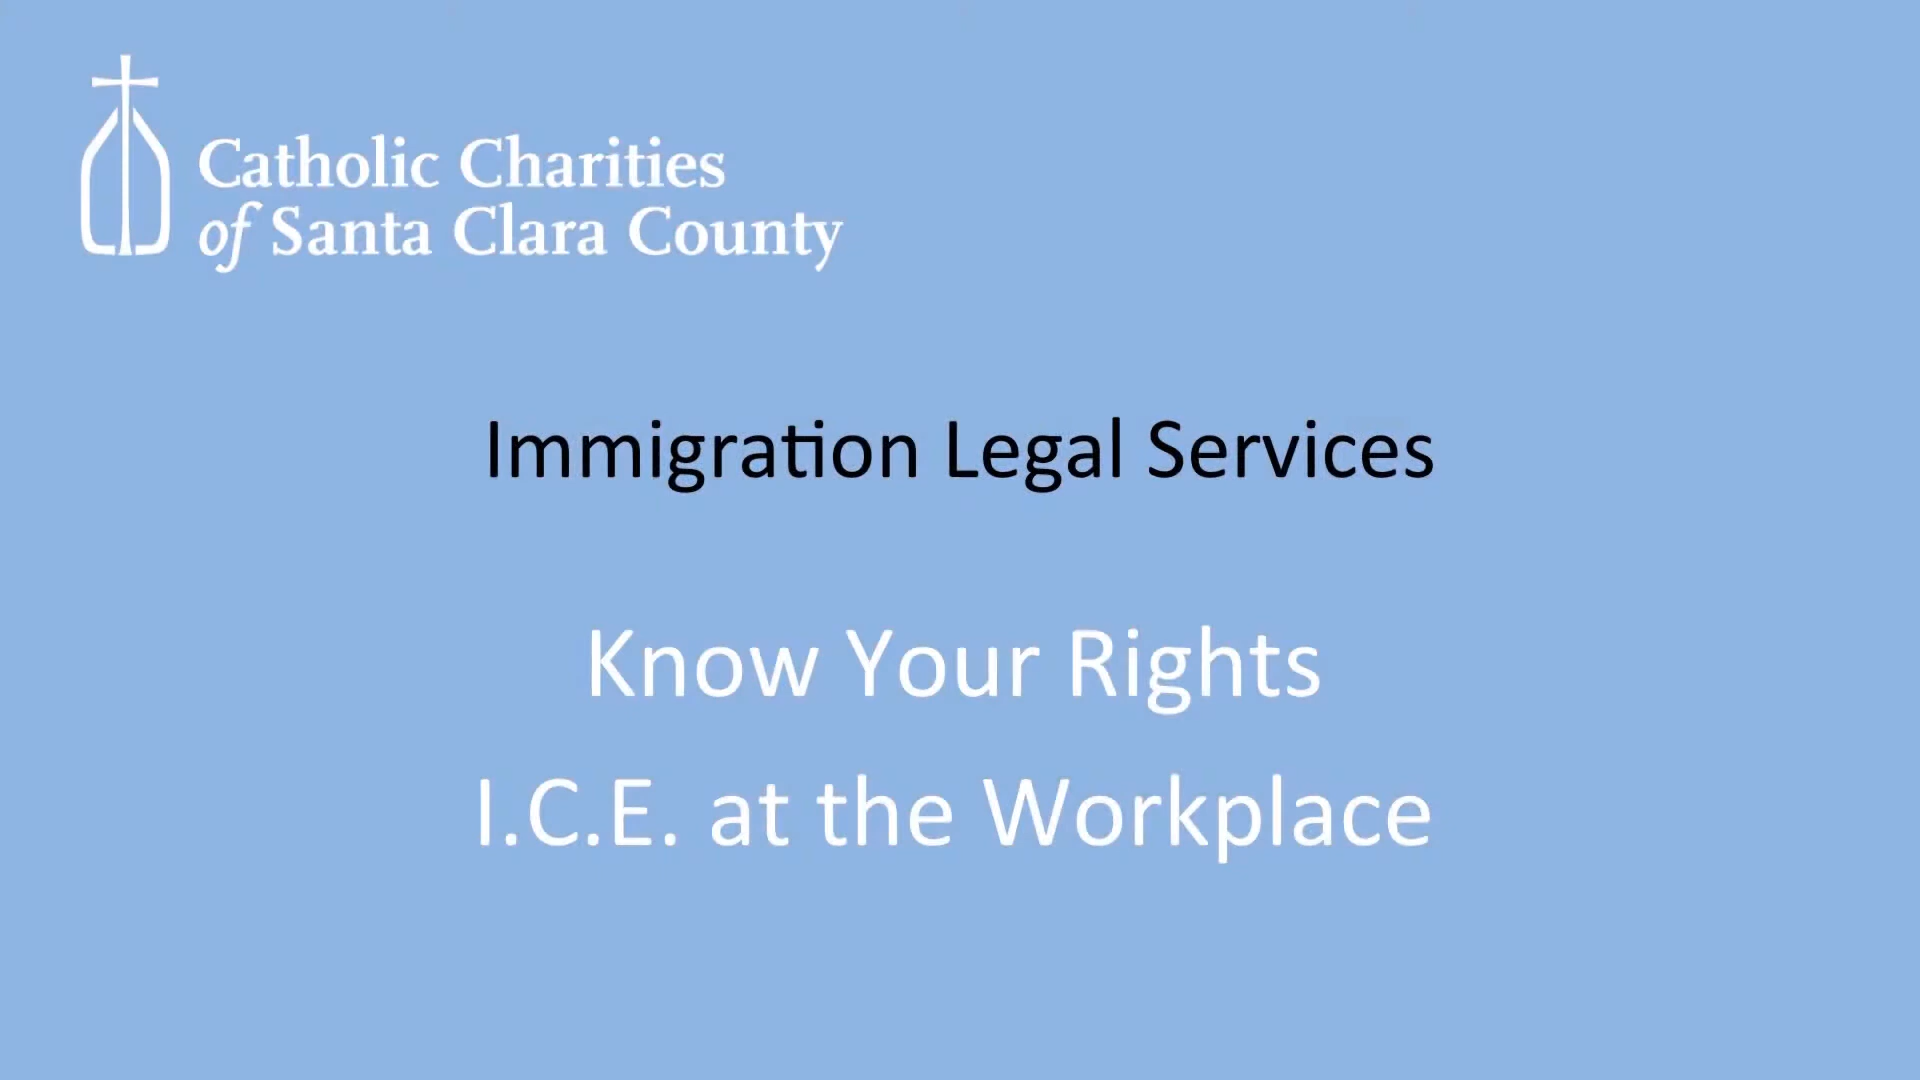 Catholic Charities
of Santa Clara County
Immigration Legal Services
Know Your Rights
I.C.E. at the Workplace